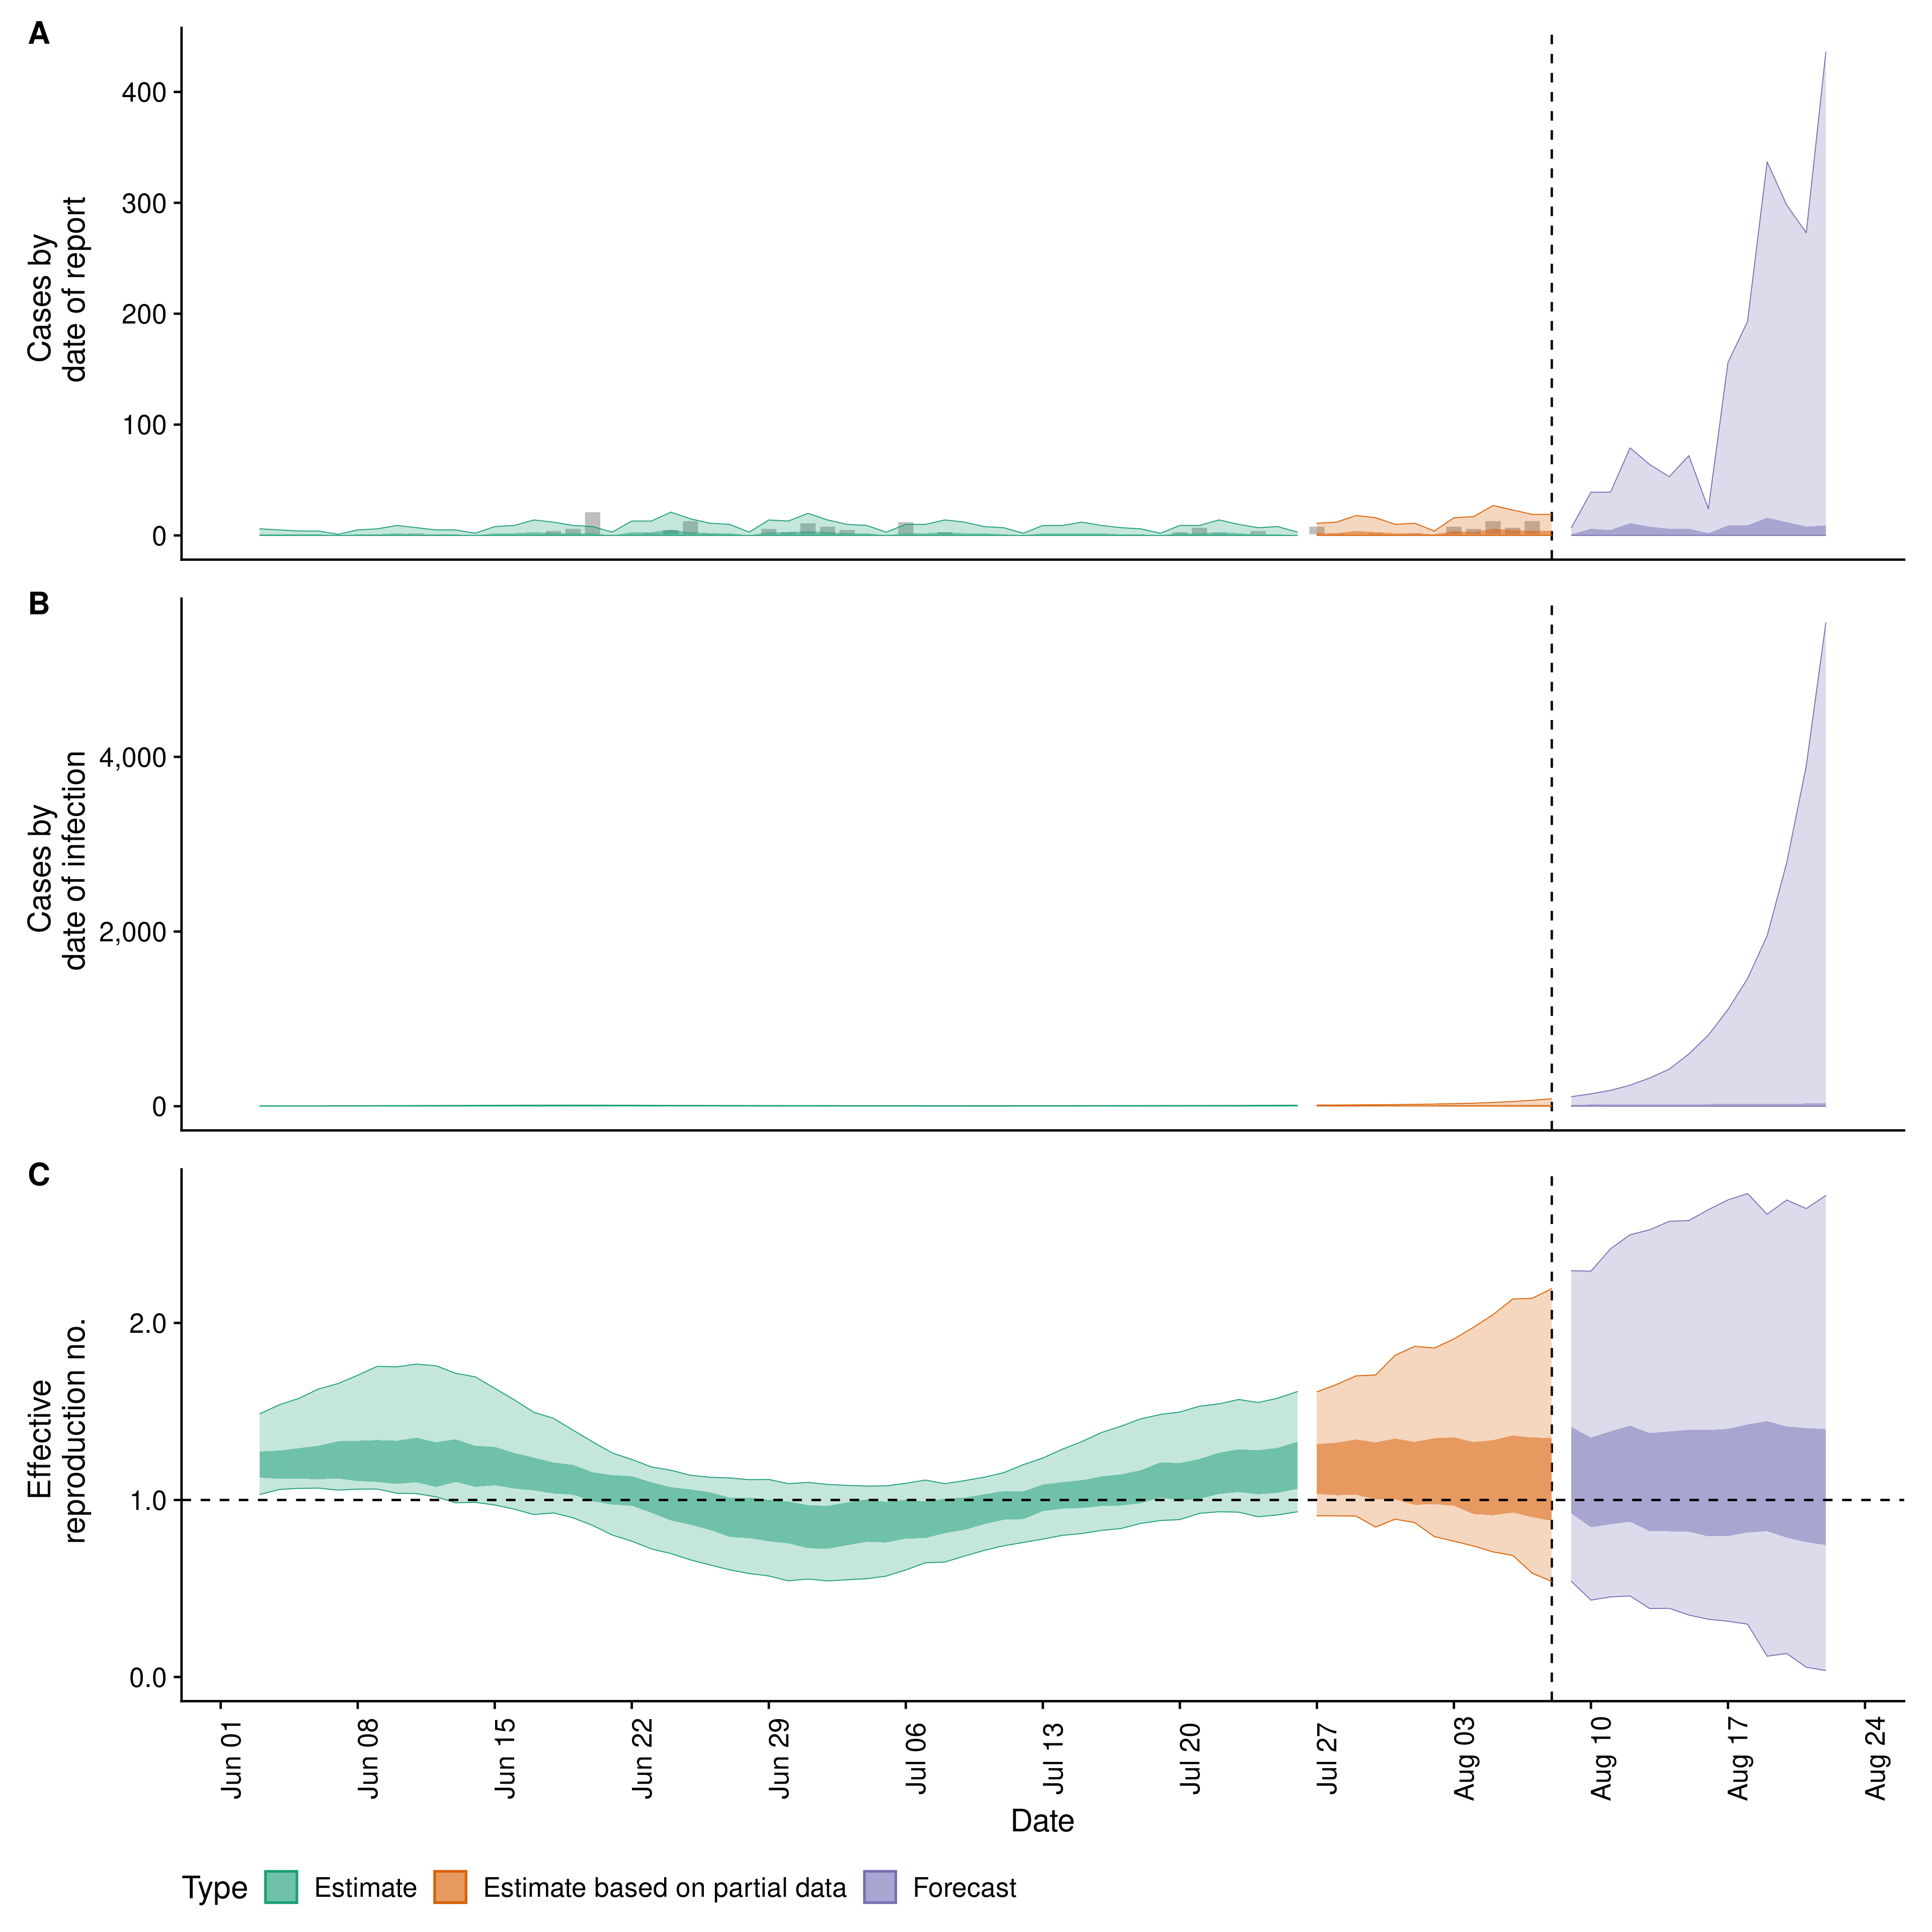 A
400
300
200
100
0
Cases by
date of report
B
4,000
2,000
0
Cases by
date of infection
C
2.0
1.0
0.0
Effective
reproduction no.
Jun 01
Jun 08
Jun 15
Jun 22
Jun 29
Jul 06
Jul 13
Jul 20
Jul 27
Aug 03
Aug 10
Aug 17
Aug 24
Date
Type Estimate Estimate based on partial data Forecast